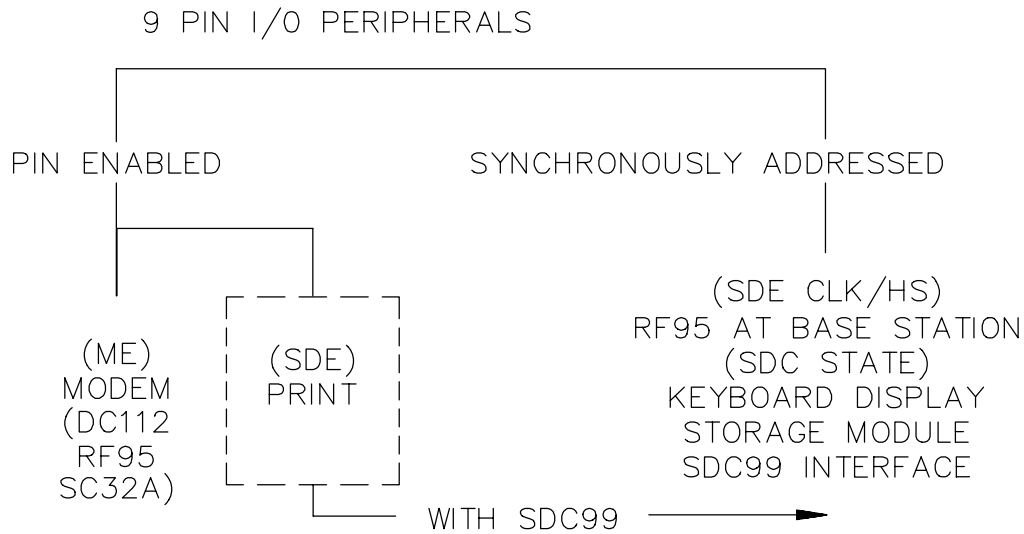 9 PIN I/O PERIPHERALS
PIN ENABLED
SYNCHRONOUSLY ADDRESSED
(ME)
MODEM
(DC112
RF95
SC32A)
(SDE)
PRINT
(SDE CLK/HS)
RF95 AT BASE STATION
(SDC STATE)
KEYBOARD DISPLAY
STORAGE MODULE
SDC99 INTERFACE
WITH SDC99